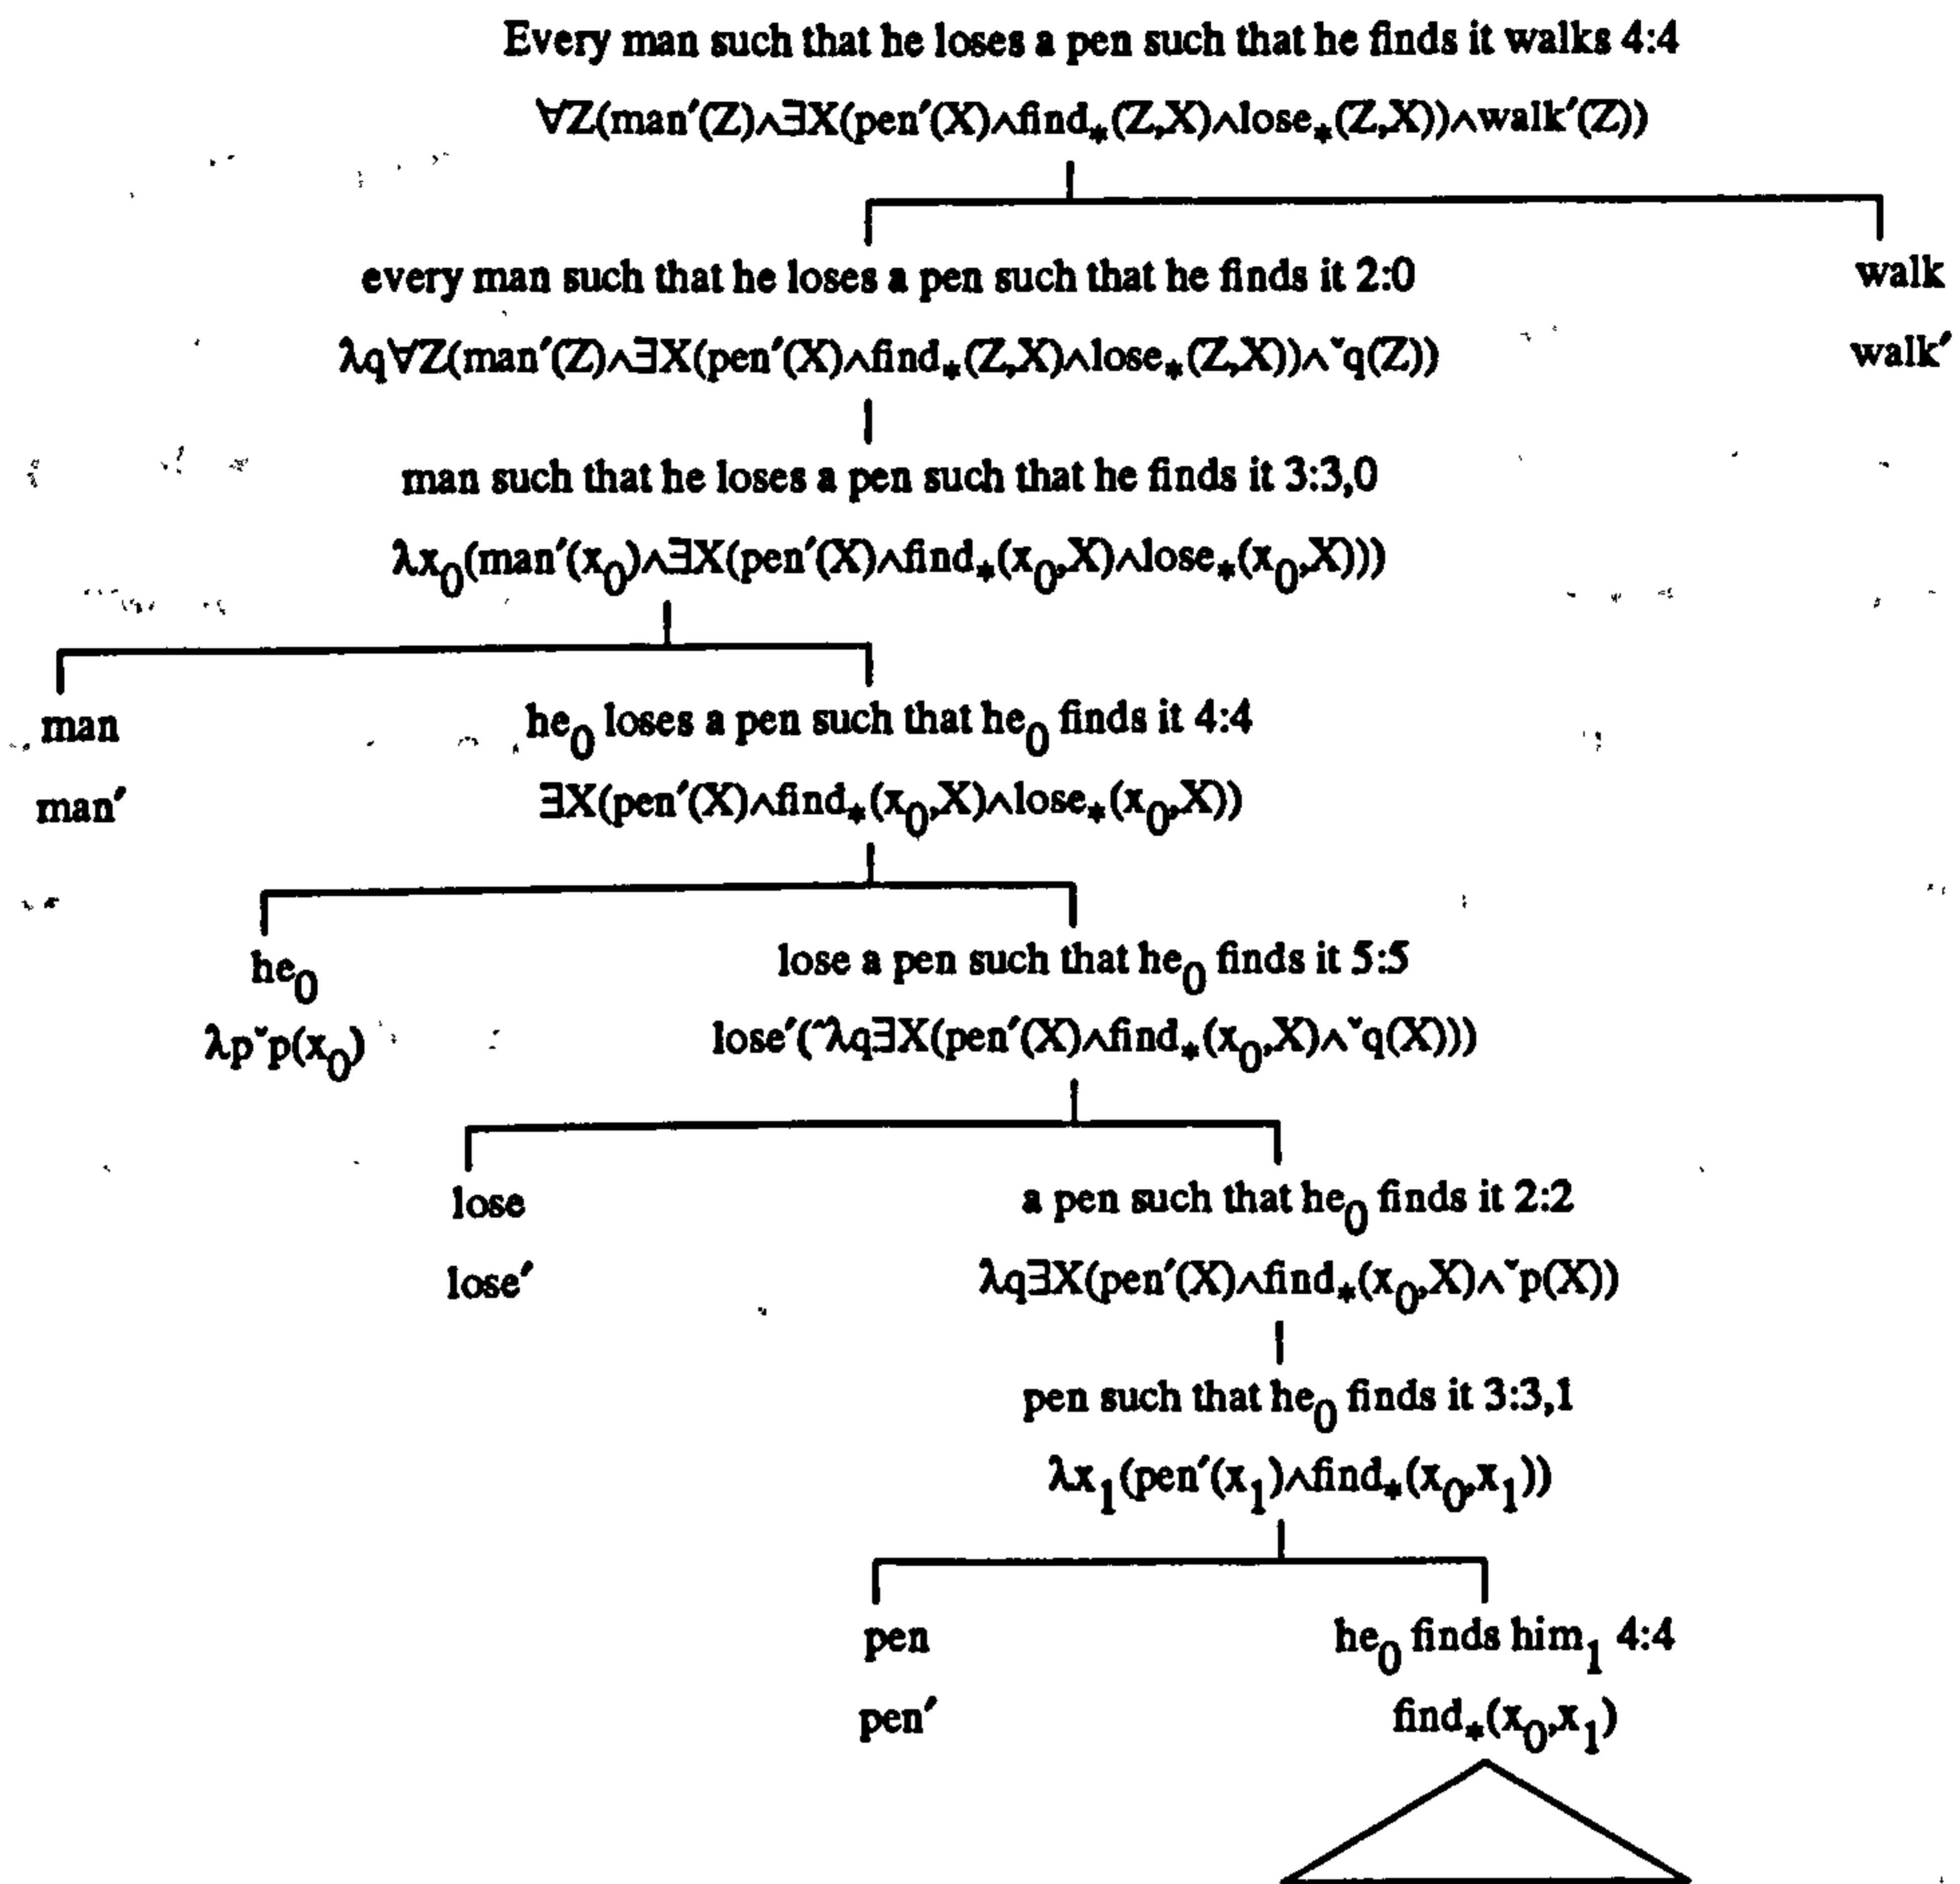 Every man such that he loses a pen such that he finds it walks 4:4
∀Z(man′(Z)∧∃X(pen′(X)∧find⁎(Z,X)∧lose⁎(Z,X))∧walk′(Z))
every man such that he loses a pen such that he finds it 2:0
walk
λq∀Z(man′(Z)∧∃X(pen′(X)∧find⁎(Z,X)∧lose⁎(Z,X))∧ˇq(Z))
walk′
man such that he loses a pen such that he finds it 3:3,0
λx₀(man′(x₀)∧∃X(pen′(X)∧find⁎(x₀,X)∧lose⁎(x₀,X)))
man
he₀ loses a pen such that he₀ finds it 4:4
man′
∃X(pen′(X)∧find⁎(x₀,X)∧lose⁎(x₀,X))
he₀
lose a pen such that he₀ finds it 5:5
λpˇp(x₀)
lose′(ˆλq∃X(pen′(X)∧find⁎(x₀,X)∧ˇq(X)))
lose
a pen such that he₀ finds it 2:2
lose′
λq∃X(pen′(X)∧find⁎(x₀,X)∧ˇp(X))
pen such that he₀ finds it 3:3,1
λx₁(pen′(x₁)∧find⁎(x₀,x₁))
pen
he₀ finds him₁ 4:4
pen′
find⁎(x₀,x₁)